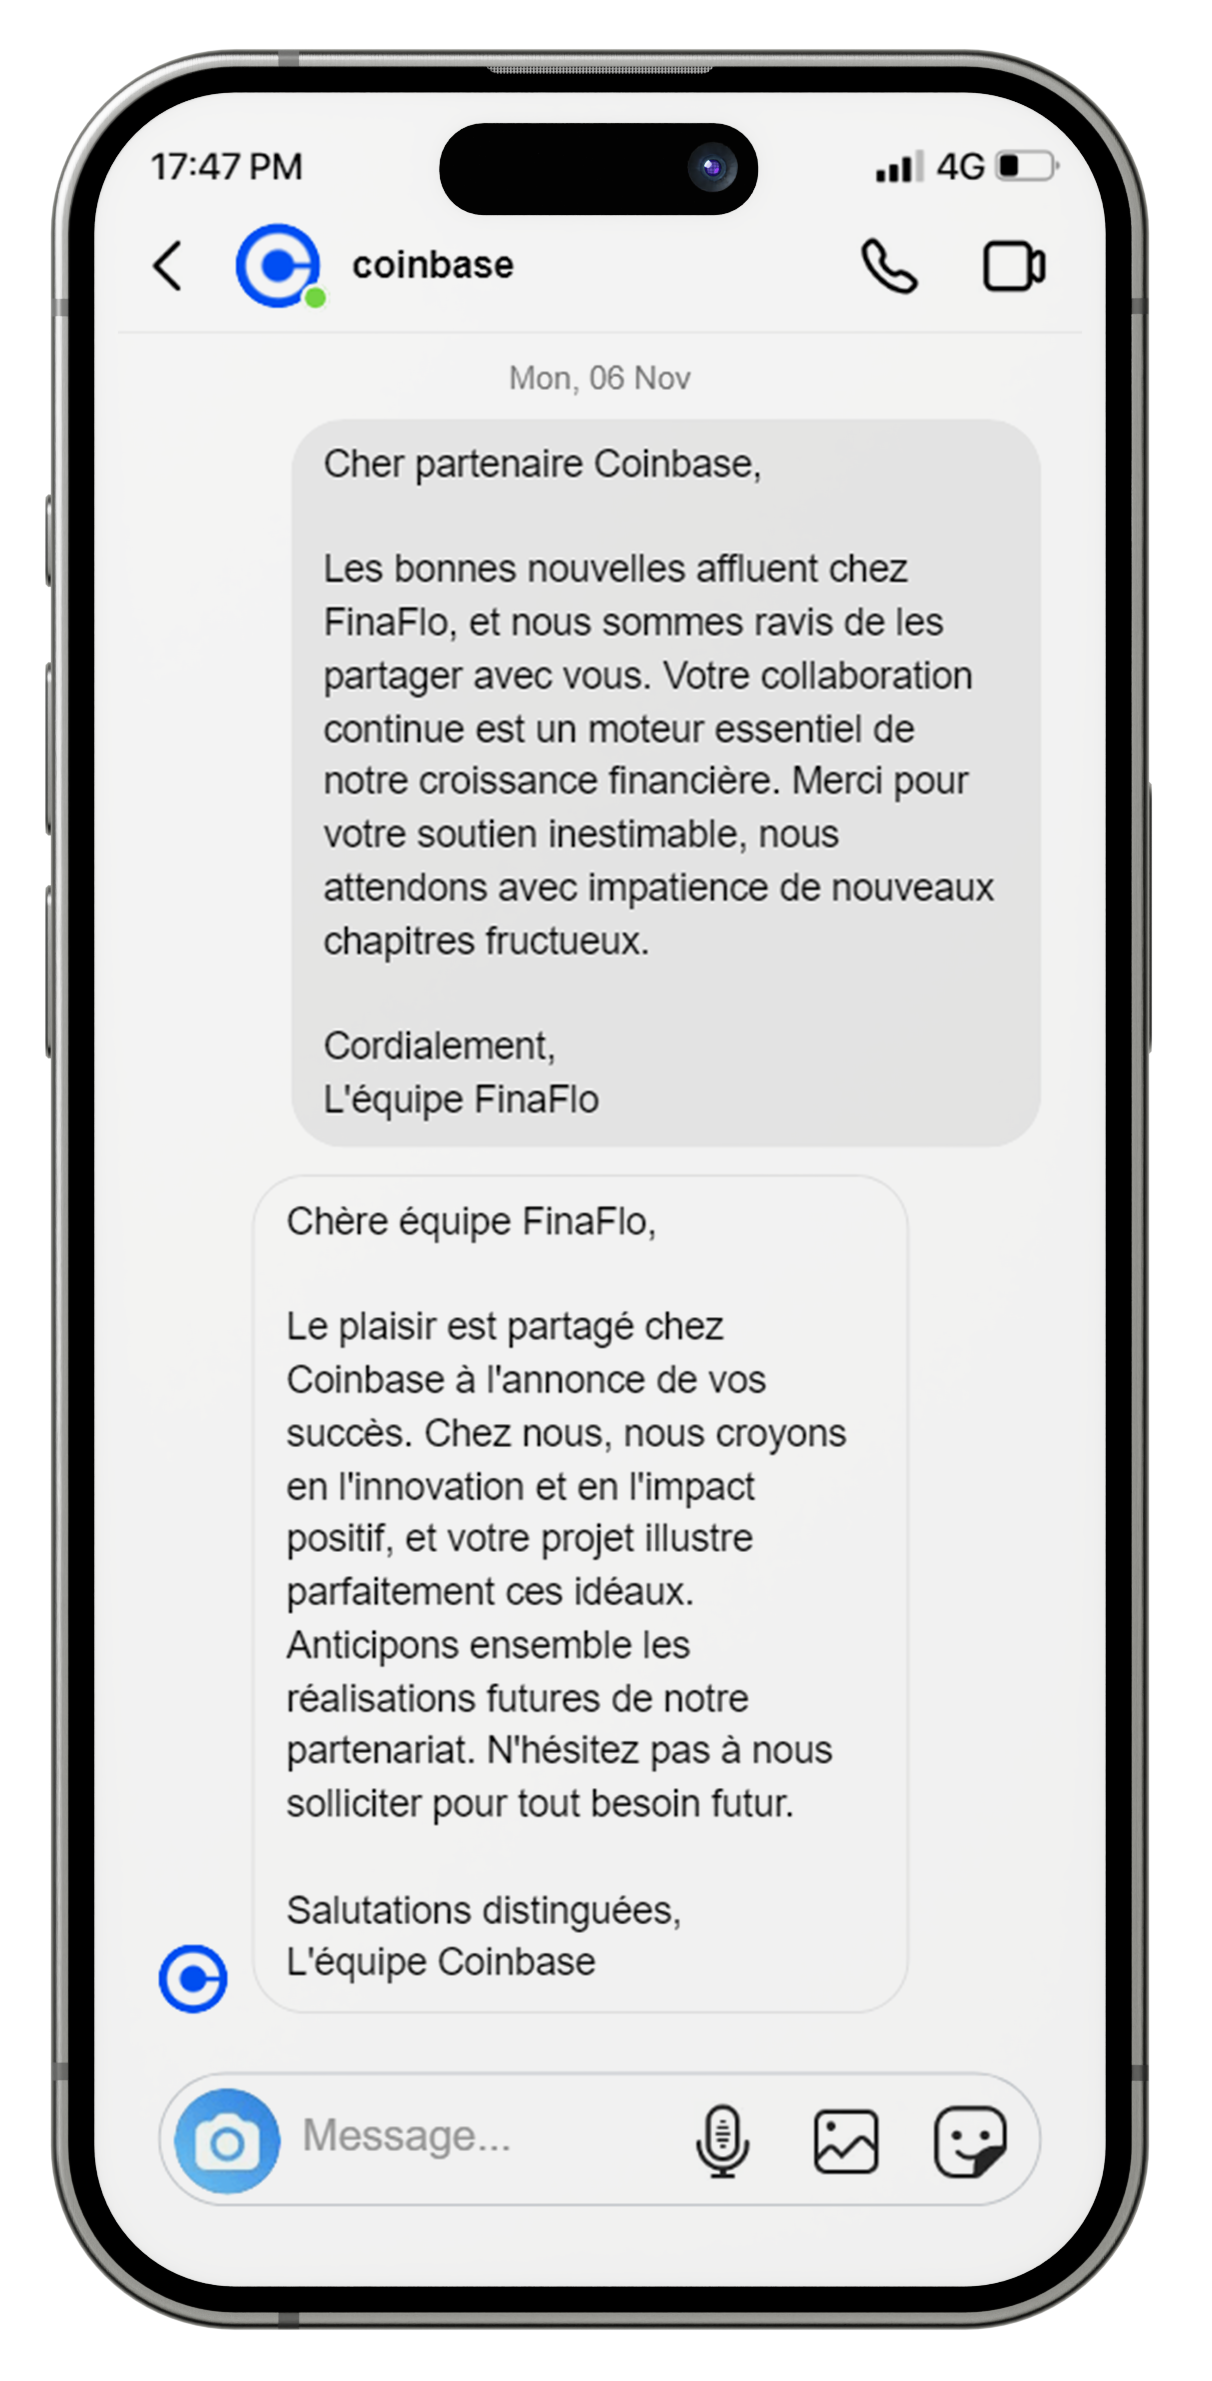 17:47 PM
4G
coinbase
Mon, 06 Nov
Cher partenaire Coinbase,
Les bonnes nouvelles affluent chez
FinaFlo, et nous sommes ravis de les
partager avec vous. Votre collaboration
continue est un moteur essentiel de
notre croissance financière. Merci pour
votre soutien inestimable, nous
attendons avec impatience de nouveaux
chapitres fructueux.
Cordialement,
L'équipe FinaFlo
Chère équipe FinaFlo,
Le plaisir est partagé chez
Coinbase à l'annonce de vos
succès. Chez nous, nous croyons
en l'innovation et en l'impact
positif, et votre projet illustre
parfaitement ces idéaux.
Anticipons ensemble les
réalisations futures de notre
partenariat. N'hésitez pas à nous
solliciter pour tout besoin futur.
Salutations distinguées,
L'équipe Coinbase
Message...